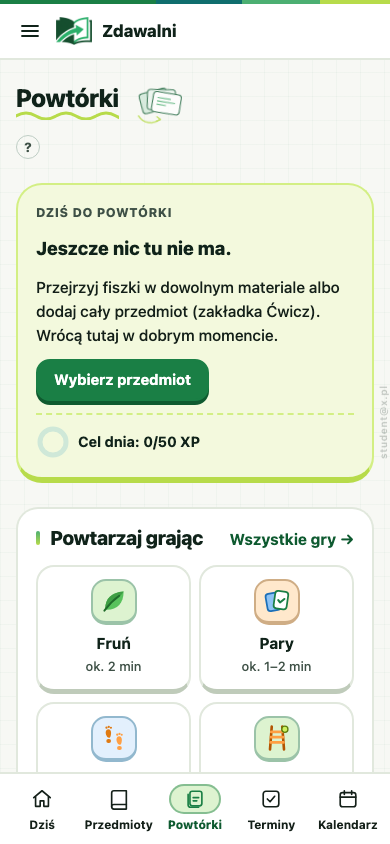 Zdawalni
Powtórki
?
DZIŚ DO POWTÓRKI
Jeszcze nic tu nie ma.
Przejrzyj fiszki w dowolnym materiale albo
dodaj cały przedmiot (zakładka Ćwicz).
Wrócą tutaj w dobrym momencie.
Wybierz przedmiot
Cel dnia: 0/50 XP
student@x.pl
Powtarzaj grając
Wszystkie gry →
Fruń
ok. 2 min
Pary
ok. 1–2 min
Dziś
Przedmioty
Powtórki
Terminy
Kalendarz